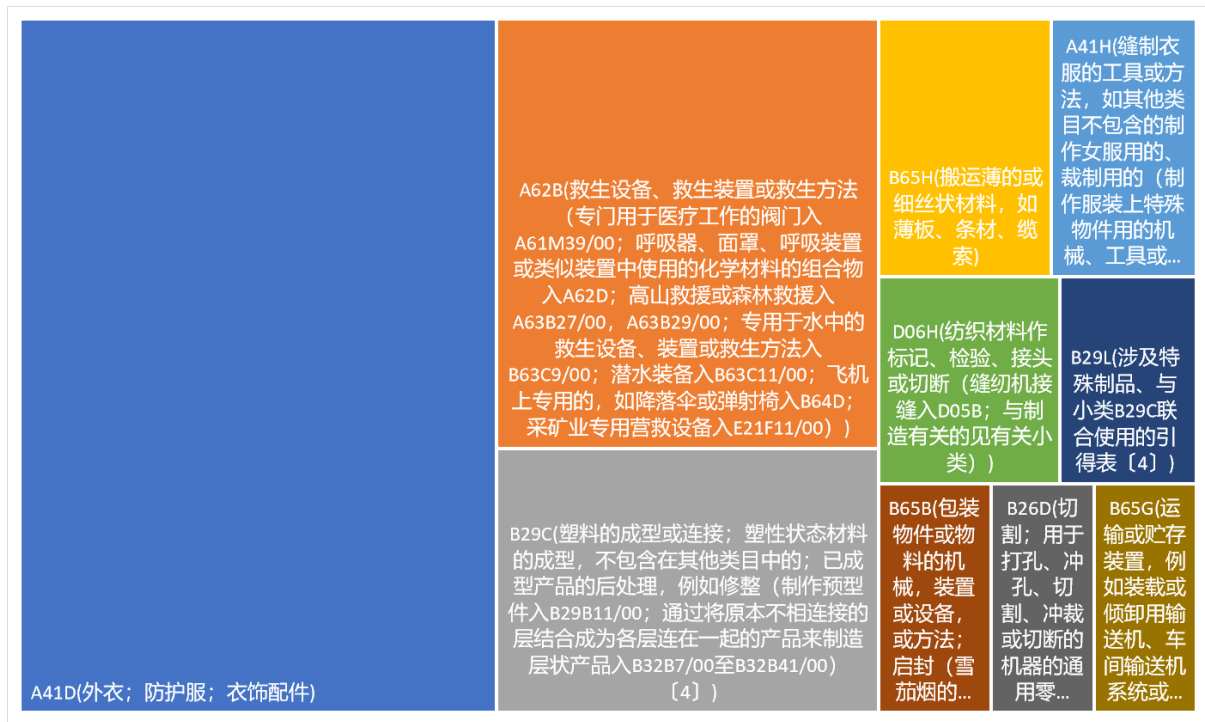 A41D(外衣；防护服；衣饰配件)
A62B(救生设备、救生装置或救生方法
（专门用于医疗工作的阀门入
A61M39/00；呼吸器、面罩、呼吸装置
或类似装置中使用的化学材料的组合物
入A62D；高山救援或森林救援入
A63B27/00，A63B29/00；专用于水中的
救生设备、装置或救生方法入
B63C9/00；潜水装备入B63C11/00；飞机
上专用的，如降落伞或弹射椅入B64D；
采矿业专用营救设备入E21F11/00）)
B29C(塑料的成型或连接；塑性状态材料
的成型，不包含在其他类目中的；已成
型产品的后处理，例如修整（制作预型
件入B29B11/00；通过将原本不相连接的
层结合成为各层连在一起的产品来制造
层状产品入B32B7/00至B32B41/00）
〔4〕)
B65H(搬运薄的或
细丝状材料，如
薄板、条材、缆
索)
A41H(缝制衣
服的工具或方
法，如其他类
目不包含的制
作女服用的、
裁制用的（制
作服装上特殊
物件用的机
械、工具或...
D06H(纺织材料作
标记、检验、接头
或切断（缝纫机接
缝入D05B；与制
造有关的见有关小
类）)
B29L(涉及特
殊制品、与
小类B29C联
合使用的引
得表〔4〕)
B65B(包装
物件或物
料的机
械，装置
或设备，
或方法；
启封（雪
茄烟的...
B26D(切
割；用于
打孔、冲
孔、切
割、冲裁
或切断的
机器的通
用零...
B65G(运
输或贮存
装置，例
如装载或
倾卸用输
送机、车
间输送机
系统或...